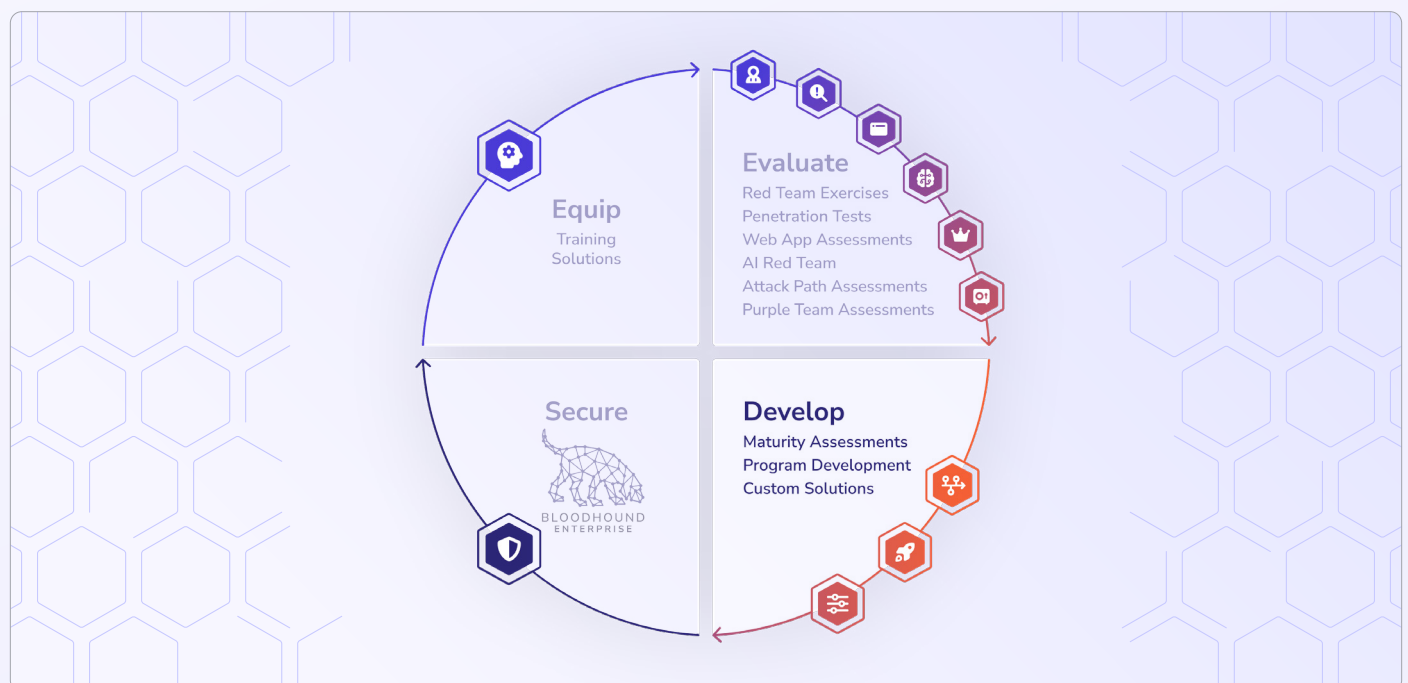 Equip
Training
Solutions
Evaluate
Red Team Exercises
Penetration Tests
Web App Assessments
AI Red Team
Attack Path Assessments
Purple Team Assessments
Secure
BLOODHOUND
ENTERPRISE
Develop
Maturity Assessments
Program Development
Custom Solutions